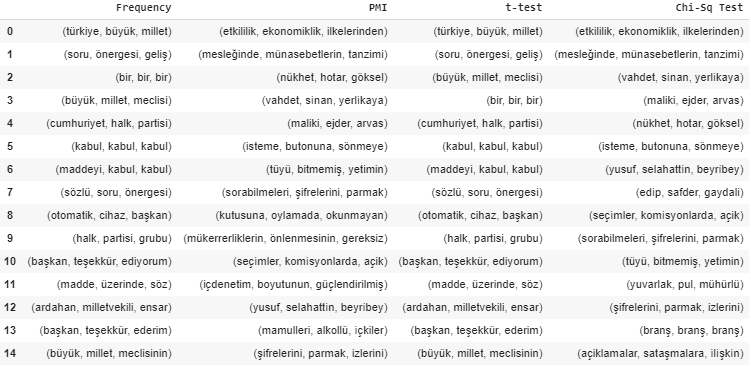 Frequency PMI t-test Chi-Sq Test
0 (türkiye, büyük, millet) (etkililik, ekonomiklik, ilkelerinden) (türkiye, büyük, millet) (etkililik, ekonomiklik, ilkelerinden)
1 (soru, önergesi, geliş) (mesleğinde, münasebetlerin, tanzimi) (soru, önergesi, geliş) (mesleğinde, münasebetlerin, tanzimi)
2 (bir, bir, bir) (nükhet, hotar, göksel) (büyük, millet, meclisi) (vahdet, sinan, yerlikaya)
3 (büyük, millet, meclisi) (vahdet, sinan, yerlikaya) (bir, bir, bir) (maliki, ejder, arvas)
4 (cumhuriyet, halk, partisi) (maliki, ejder, arvas) (cumhuriyet, halk, partisi) (nükhet, hotar, göksel)
5 (kabul, kabul, kabul) (isteme, butonuna, sönmeye) (kabul, kabul, kabul) (isteme, butonuna, sönmeye)
6 (maddeyi, kabul, kabul) (tüyü, bitmemiş, yetimin) (maddeyi, kabul, kabul) (yusuf, selahattin, beyribey)
7 (sözlü, soru, önergesi) (sorabilmeleri, şifrelerini, parmak) (sözlü, soru, önergesi) (edip, safder, gaydali)
8 (otomatik, cihaz, başkan) (kutusuna, oylamada, okunmayan) (otomatik, cihaz, başkan) (seçimler, komisyonlarda, açik)
9 (halk, partisi, grubu) (mükerrerliklerin, önlenmesinin, gereksiz) (halk, partisi, grubu) (sorabilmeleri, şifrelerini, parmak)
10 (başkan, teşekkür, ediyorum) (seçimler, komisyonlarda, açik) (başkan, teşekkür, ediyorum) (tüyü, bitmemiş, yetimin)
11 (madde, üzerinde, söz) (içdenetim, boyutunun, güçlendirilmiş) (madde, üzerinde, söz) (yuvarlak, pul, mühürlü)
12 (ardahan, milletvekili, ensar) (yusuf, selahattin, beyribey) (ardahan, milletvekili, ensar) (şifrelerini, parmak, izlerini)
13 (başkan, teşekkür, ederim) (mamulleri, alkollü, içkiler) (başkan, teşekkür, ederim) (branş, branş, branş)
14 (büyük, millet, meclisinin) (şifrelerini, parmak, izlerini) (büyük, millet, meclisinin) (açiklamalar, sataşmalara, ilişkin)